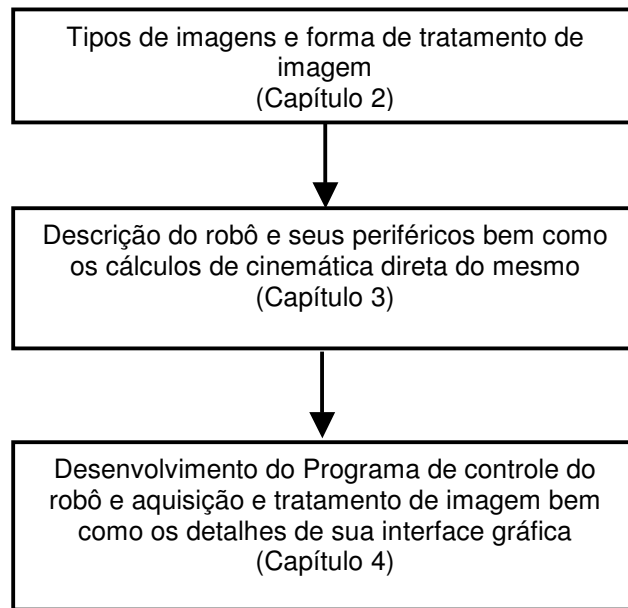 Tipos de imagens e forma de tratamento de
imagem
(Capítulo 2)
Descrição do robô e seus periféricos bem como
os cálculos de cinemática direta do mesmo
(Capítulo 3)
Desenvolvimento do Programa de controle do
robô e aquisição e tratamento de imagem bem
como os detalhes de sua interface gráfica
(Capítulo 4)